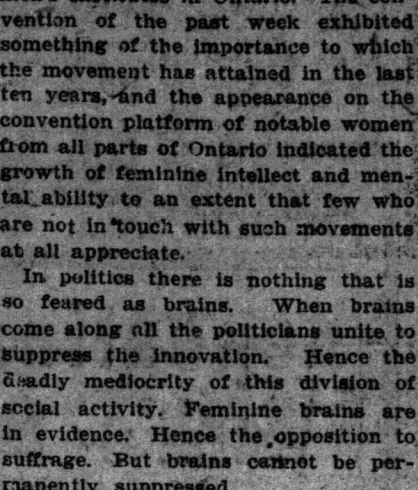 in Ontario. The con-
vention of the past week exhibited
something of the importance to which
the movement has attained in the last
ten years, and the appearance on the
convention platform of notable women
from all parts of Ontario indicated the
growth of feminine intellect and men-
tal ability to an extent that few who
are not in touch with such movements
at all appreciate.
In politics there is nothing that is
so feared as brains. When brains
come along all the politicians unite to
suppress the innovation. Hence the
deadly mediocrity of this division of
social activity. Feminine brains are
in evidence. Hence the opposition to
suffrage. But brains cannot be per-
manently suppressed